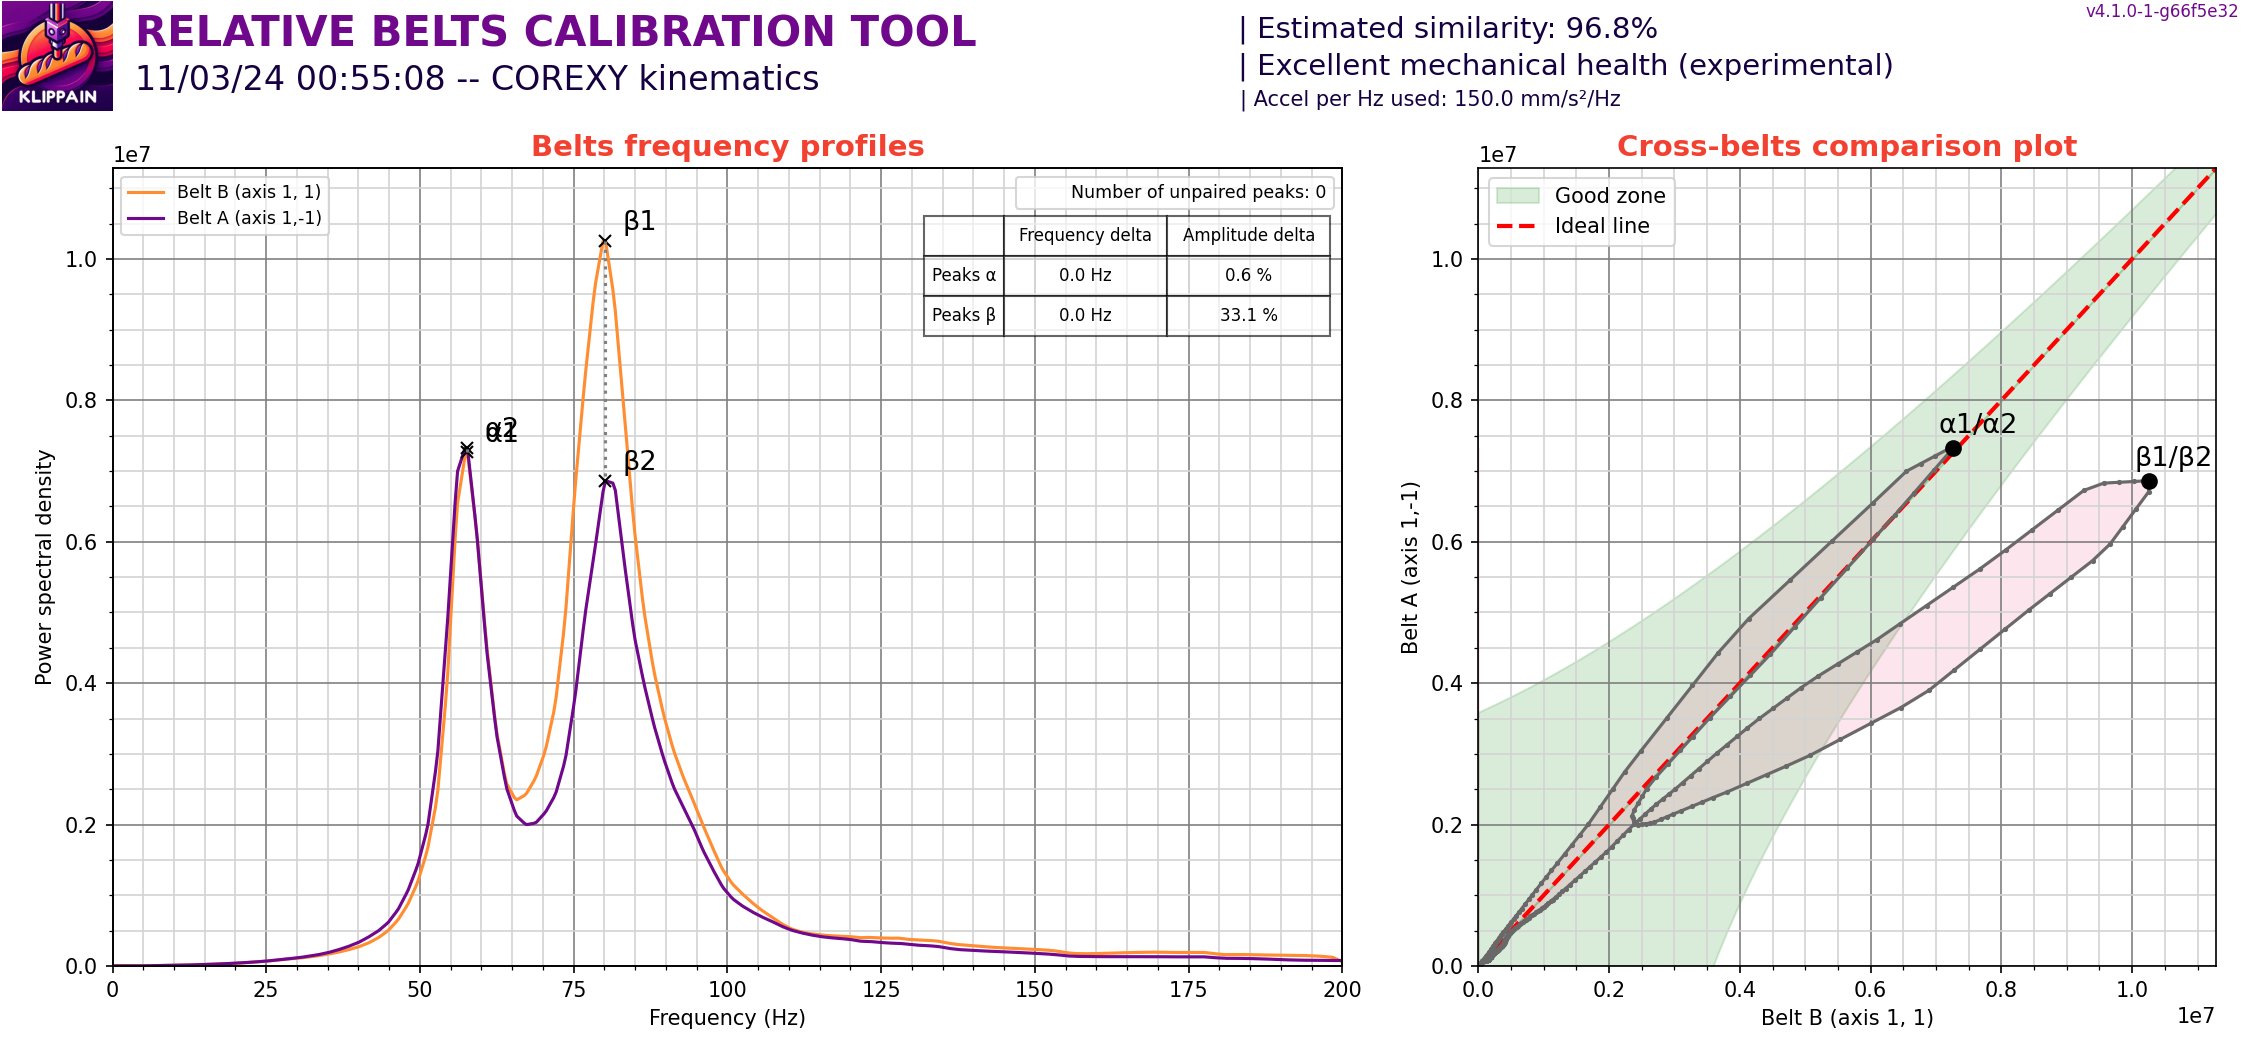 KLIPPAIN
RELATIVE BELTS CALIBRATION TOOL
11/03/24 00:55:08 -- COREXY kinematics
| Estimated similarity: 96.8%
| Excellent mechanical health (experimental)
| Accel per Hz used: 150.0 mm/s²/Hz
v4.1.0-1-g66f5e32
Belts frequency profiles
1e7
Belt B (axis 1, 1)
Belt A (axis 1,-1)
Number of unpaired peaks: 0
Frequency delta Amplitude delta
Peaks α 0.0 Hz 0.6 %
Peaks β 0.0 Hz 33.1 %
β1
β2
α2
α1
Power spectral density
1.0
0.8
0.6
0.4
0.2
0.0
0 25 50 75 100 125 150 175 200
Frequency (Hz)
Cross-belts comparison plot
1e7
Good zone
Ideal line
α1/α2
β1/β2
Belt A (axis 1,-1)
1.0
0.8
0.6
0.4
0.2
0.0
0.0 0.2 0.4 0.6 0.8 1.0
Belt B (axis 1, 1)
1e7